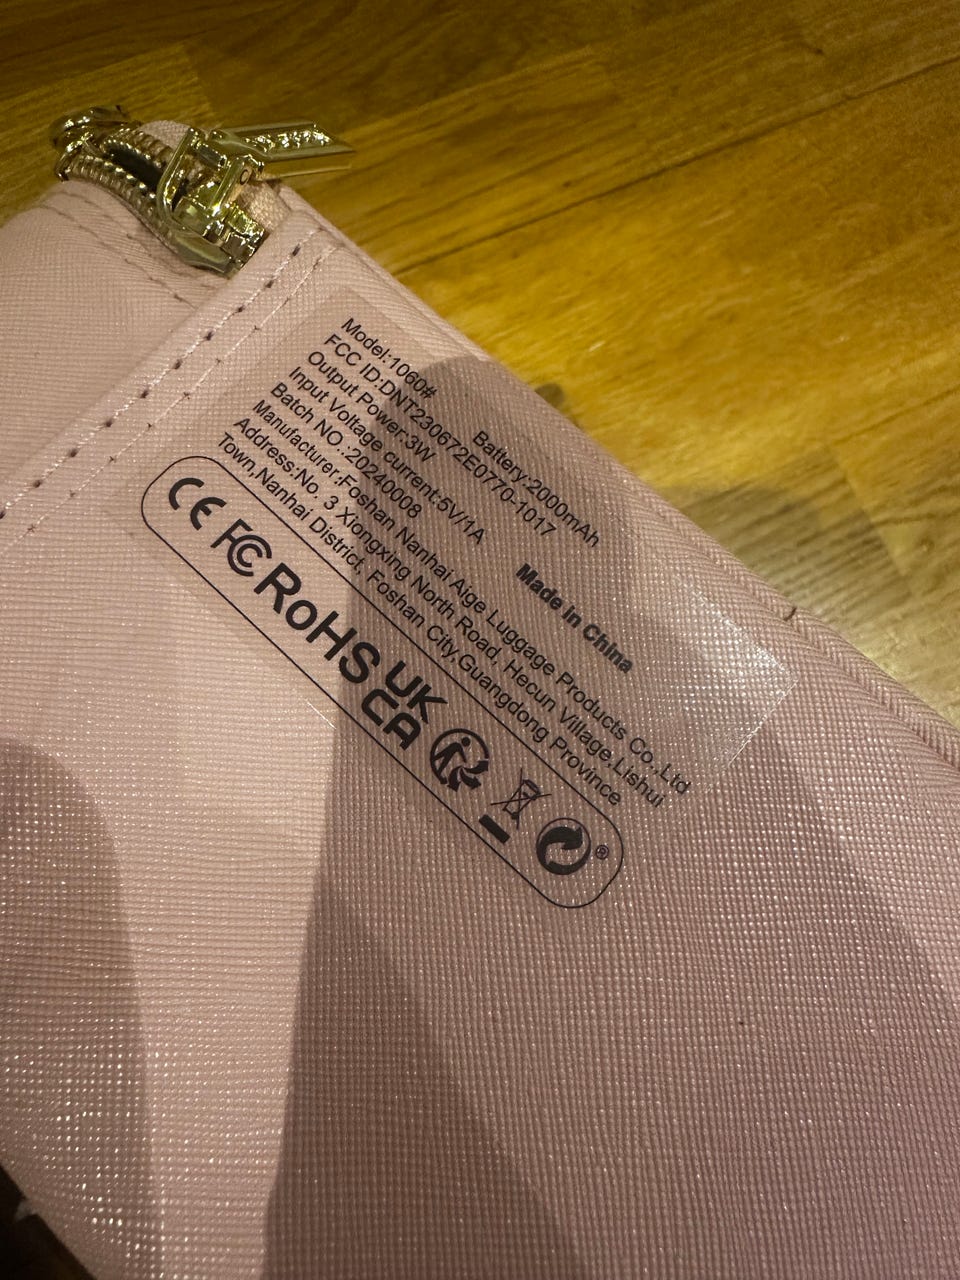 Model:1060#
Battery:2000mAh
FCC ID:DNT230672E0770-1017
Output Power:3W
Input Voltage current:5V/1A
Made in China
Batch NO.:20240008
Manufacturer:Foshan Nanhai Aige Luggage Products Co.,Ltd
Address:No. 3 Xiongxing North Road, Hecun Village,Lishui
Town,Nanhai District, Foshan City,Guangdong Province
CE FC RoHS UK CA ®